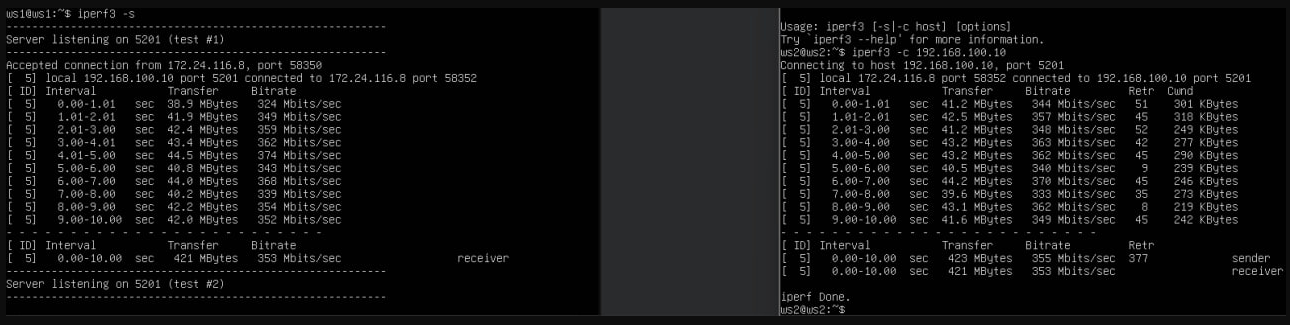 ws1@ws1:~$ iperf3 -s
-----------------------------------------------------------
Server listening on 5201 (test #1)
-----------------------------------------------------------
Accepted connection from 172.24.116.8, port 58350
[  5] local 192.168.100.10 port 5201 connected to 172.24.116.8 port 58352
[ ID] Interval           Transfer     Bitrate
[  5]   0.00-1.01   sec  38.9 MBytes   324 Mbits/sec
[  5]   1.01-2.01   sec  41.9 MBytes   349 Mbits/sec
[  5]   2.01-3.00   sec  42.4 MBytes   359 Mbits/sec
[  5]   3.00-4.01   sec  43.4 MBytes   362 Mbits/sec
[  5]   4.01-5.00   sec  44.5 MBytes   374 Mbits/sec
[  5]   5.00-6.00   sec  40.8 MBytes   343 Mbits/sec
[  5]   6.00-7.00   sec  44.0 MBytes   368 Mbits/sec
[  5]   7.00-8.00   sec  40.2 MBytes   339 Mbits/sec
[  5]   8.00-9.00   sec  42.2 MBytes   354 Mbits/sec
[  5]   9.00-10.00  sec  42.0 MBytes   352 Mbits/sec
- - - - - - - - - - - - - - - - - - - - - - - - -
[ ID] Interval           Transfer     Bitrate
[  5]   0.00-10.00  sec   421 MBytes   353 Mbits/sec                  receiver
-----------------------------------------------------------
Server listening on 5201 (test #2)
-----------------------------------------------------------
Usage: iperf3 [-s|-c host] [options]
Try `iperf3 --help' for more information.
ws2@ws2:~$ iperf3 -c 192.168.100.10
Connecting to host 192.168.100.10, port 5201
[  5] local 172.24.116.8 port 58352 connected to 192.168.100.10 port 5201
[ ID] Interval           Transfer     Bitrate         Retr  Cwnd
[  5]   0.00-1.01   sec  41.2 MBytes   344 Mbits/sec   51    301 KBytes
[  5]   1.01-2.01   sec  42.5 MBytes   357 Mbits/sec   45    318 KBytes
[  5]   2.01-3.00   sec  41.2 MBytes   348 Mbits/sec   52    249 KBytes
[  5]   3.00-4.00   sec  43.2 MBytes   363 Mbits/sec   42    277 KBytes
[  5]   4.00-5.00   sec  43.2 MBytes   362 Mbits/sec   45    290 KBytes
[  5]   5.00-6.00   sec  40.5 MBytes   340 Mbits/sec    9    239 KBytes
[  5]   6.00-7.00   sec  44.2 MBytes   370 Mbits/sec   45    246 KBytes
[  5]   7.00-8.00   sec  39.6 MBytes   333 Mbits/sec   35    273 KBytes
[  5]   8.00-9.00   sec  43.1 MBytes   362 Mbits/sec    8    219 KBytes
[  5]   9.00-10.00  sec  41.6 MBytes   349 Mbits/sec   45    242 KBytes
- - - - - - - - - - - - - - - - - - - - - - - - -
[ ID] Interval           Transfer     Bitrate         Retr
[  5]   0.00-10.00  sec   423 MBytes   355 Mbits/sec  377             sender
[  5]   0.00-10.00  sec   421 MBytes   353 Mbits/sec                  receiver
iperf Done.
ws2@ws2:~$